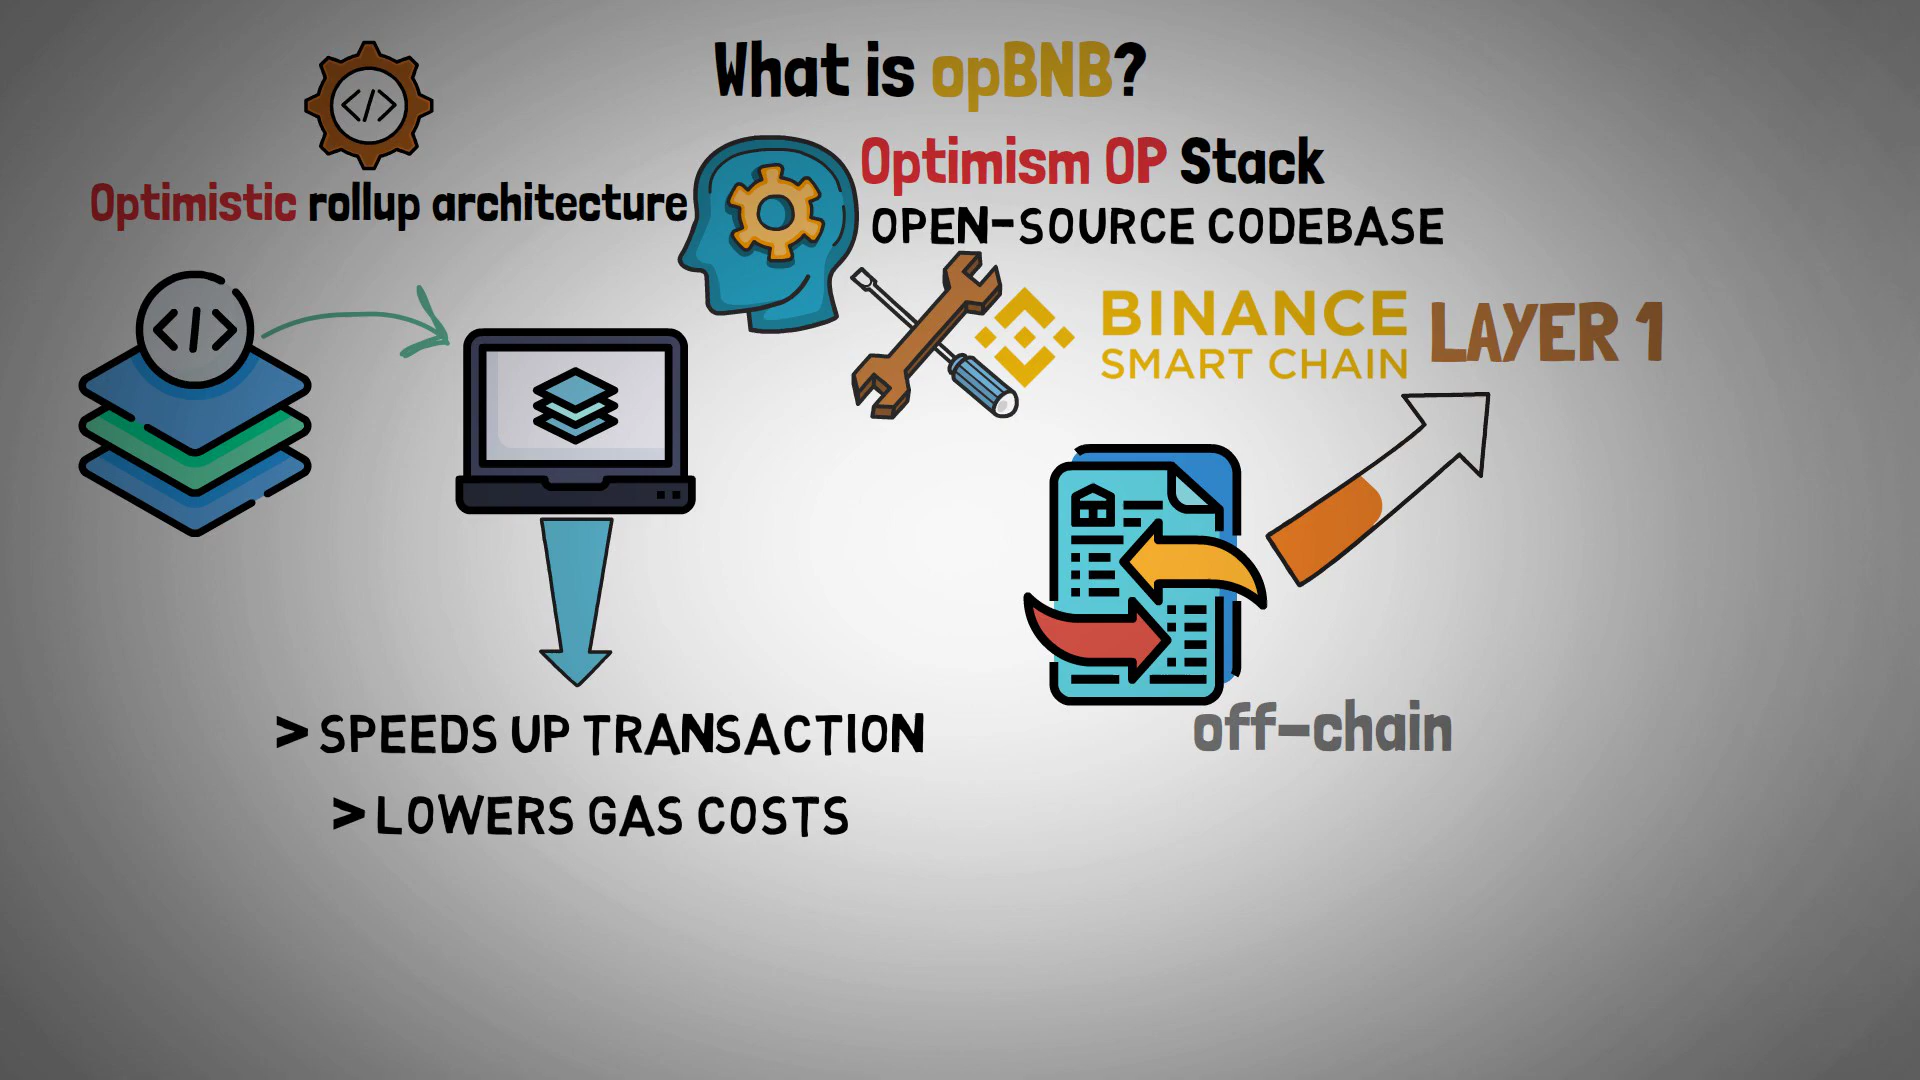 What is opBNB?
Optimistic rollup architecture
Optimism OP Stack
OPEN-SOURCE CODEBASE
BINANCE
SMART CHAIN
LAYER 1
> SPEEDS UP TRANSACTION
> LOWERS GAS COSTS
off-chain